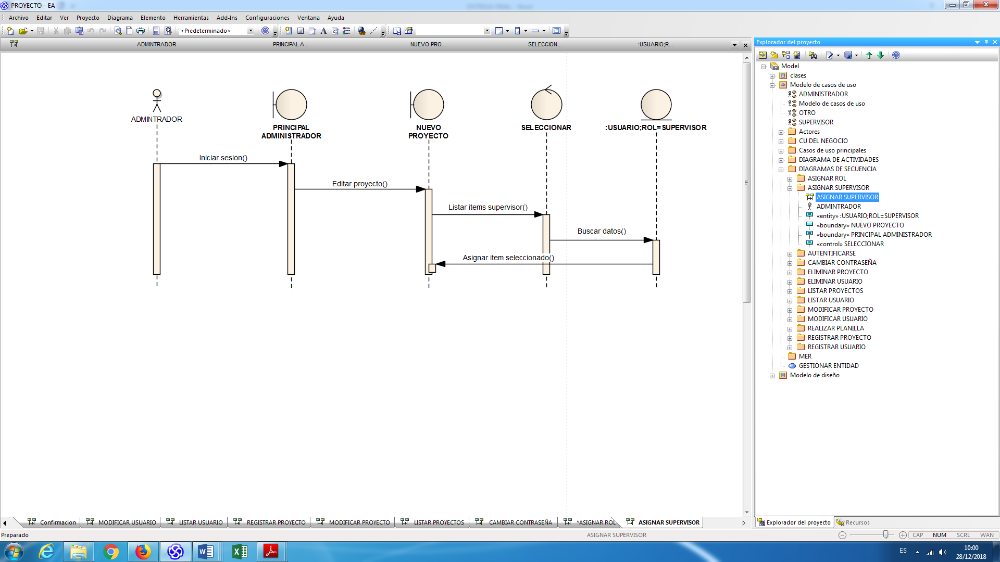 PROYECTO - EA
Archivo Editar Ver Proyecto Diagrama Elemento Herramientas Add-Ins Configuraciones Ventana Ayuda
<Predeterminado>
ADMINTRADOR PRINCIPAL A... NUEVO PRO... SELECCION... :USUARIO;R...
ADMINTRADOR
PRINCIPAL
ADMINISTRADOR
NUEVO
PROYECTO
SELECCIONAR
:USUARIO;ROL=SUPERVISOR
Iniciar sesion()
Editar proyecto()
Listar items supervisor()
Buscar datos()
Asignar item seleccionado()
Explorador del proyecto
Model
clases
Modelo de casos de uso
ADMINISTRADOR
Modelo de casos de uso
OTRO
SUPERVISOR
Actores
CU DEL NEGOCIO
Casos de uso principales
DIAGRAMA DE ACTIVIDADES
DIAGRAMAS DE SECUENCIA
ASIGNAR ROL
ASIGNAR SUPERVISOR
ASIGNAR SUPERVISOR
ADMINTRADOR
«entity» :USUARIO;ROL=SUPERVISOR
«boundary» NUEVO PROYECTO
«boundary» PRINCIPAL ADMINISTRADOR
«control» SELECCIONAR
AUTENTIFICARSE
CAMBIAR CONTRASEÑA
ELIMINAR PROYECTO
ELIMINAR USUARIO
LISTAR PROYECTOS
LISTAR USUARIO
MODIFICAR PROYECTO
MODIFICAR USUARIO
REALIZAR PLANILLA
REGISTRAR PROYECTO
REGISTRAR USUARIO
MER
GESTIONAR ENTIDAD
Modelo de diseño
Confirmacion MODIFICAR USUARIO LISTAR USUARIO REGISTRAR PROYECTO MODIFICAR PROYECTO LISTAR PROYECTOS CAMBIAR CONTRASEÑA *ASIGNAR ROL ASIGNAR SUPERVISOR
Explorador del proyecto Recursos
Preparado ASIGNAR SUPERVISOR CAP NUM SCRL WAN
ES
10:00
28/12/2018